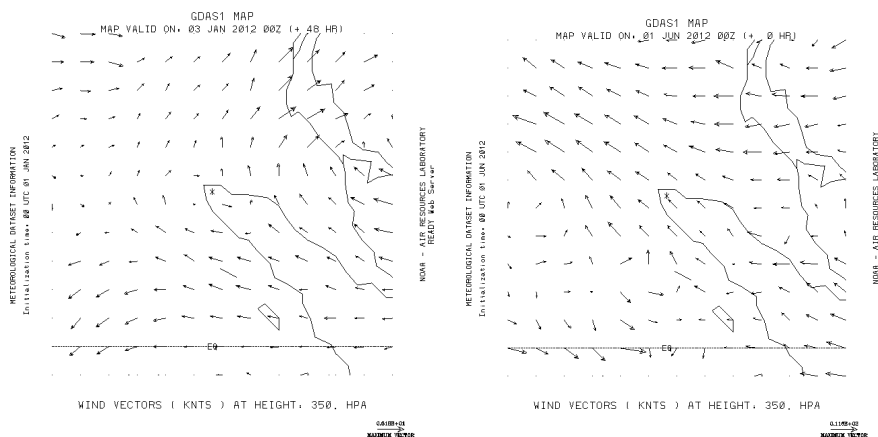 GDAS1 MAP
MAP VALID ON: 03 JAN 2012 00Z (+ 48 HR)
METEOROLOGICAL DATASET INFORMATION
Initialization time: 00 UTC 01 JAN 2012
NOAA - AIR RESOURCES LABORATORY
READY Web Server
EQ
WIND VECTORS ( KNTS ) AT HEIGHT: 350. HPA
MAXIMUM VECTOR
GDAS1 MAP
MAP VALID ON: 01 JUN 2012 00Z (+ 0 HR)
METEOROLOGICAL DATASET INFORMATION
Initialization time: 00 UTC 01 JUN 2012
NOAA - AIR RESOURCES LABORATORY
EQ
WIND VECTORS ( KNTS ) AT HEIGHT: 350. HPA
MAXIMUM VECTOR